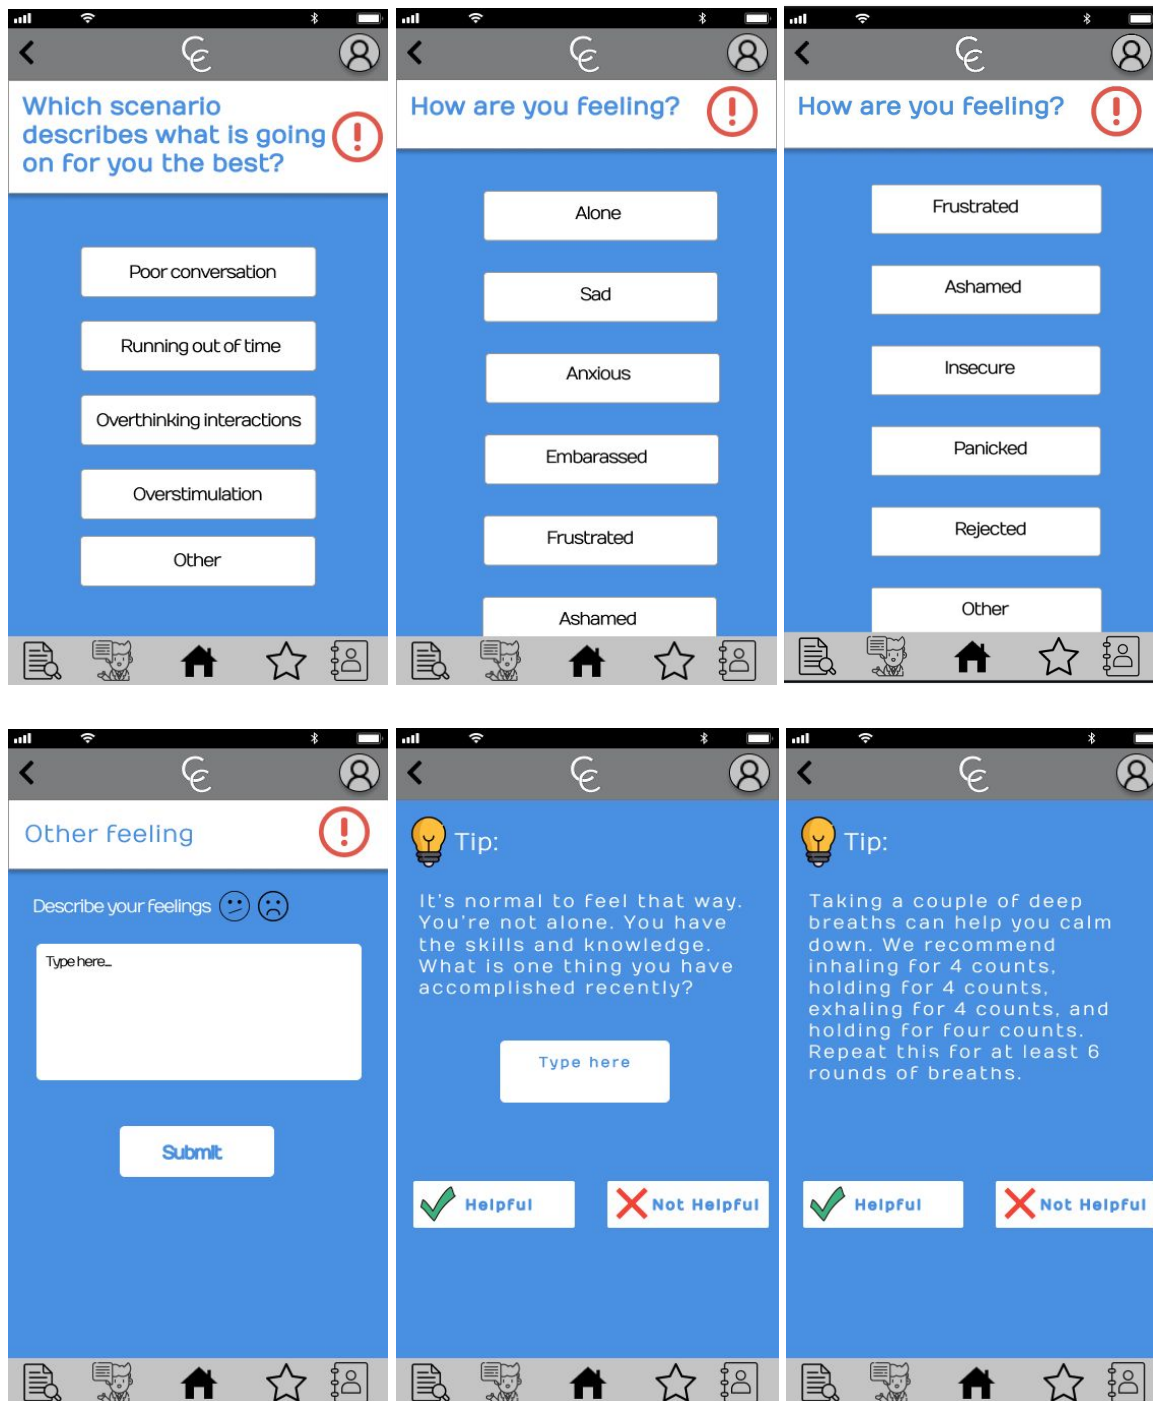 Which scenario
describes what is going
on for you the best?
Poor conversation
Running out of time
Overthinking interactions
Overstimulation
Other
How are you feeling?
Alone
Sad
Anxious
Embarassed
Frustrated
Ashamed
How are you feeling?
Frustrated
Ashamed
Insecure
Panicked
Rejected
Other
Other feeling
Describe your feelings
Type here...
Submit
Tip:
It's normal to feel that way.
You're not alone. You have
the skills and knowledge.
What is one thing you have
accomplished recently?
Type here
Helpful
Not Helpful
Tip:
Taking a couple of deep
breaths can help you calm
down. We recommend
inhaling for 4 counts,
holding for 4 counts,
exhaling for 4 counts, and
holding for four counts.
Repeat this for at least 6
rounds of breaths.
Helpful
Not Helpful